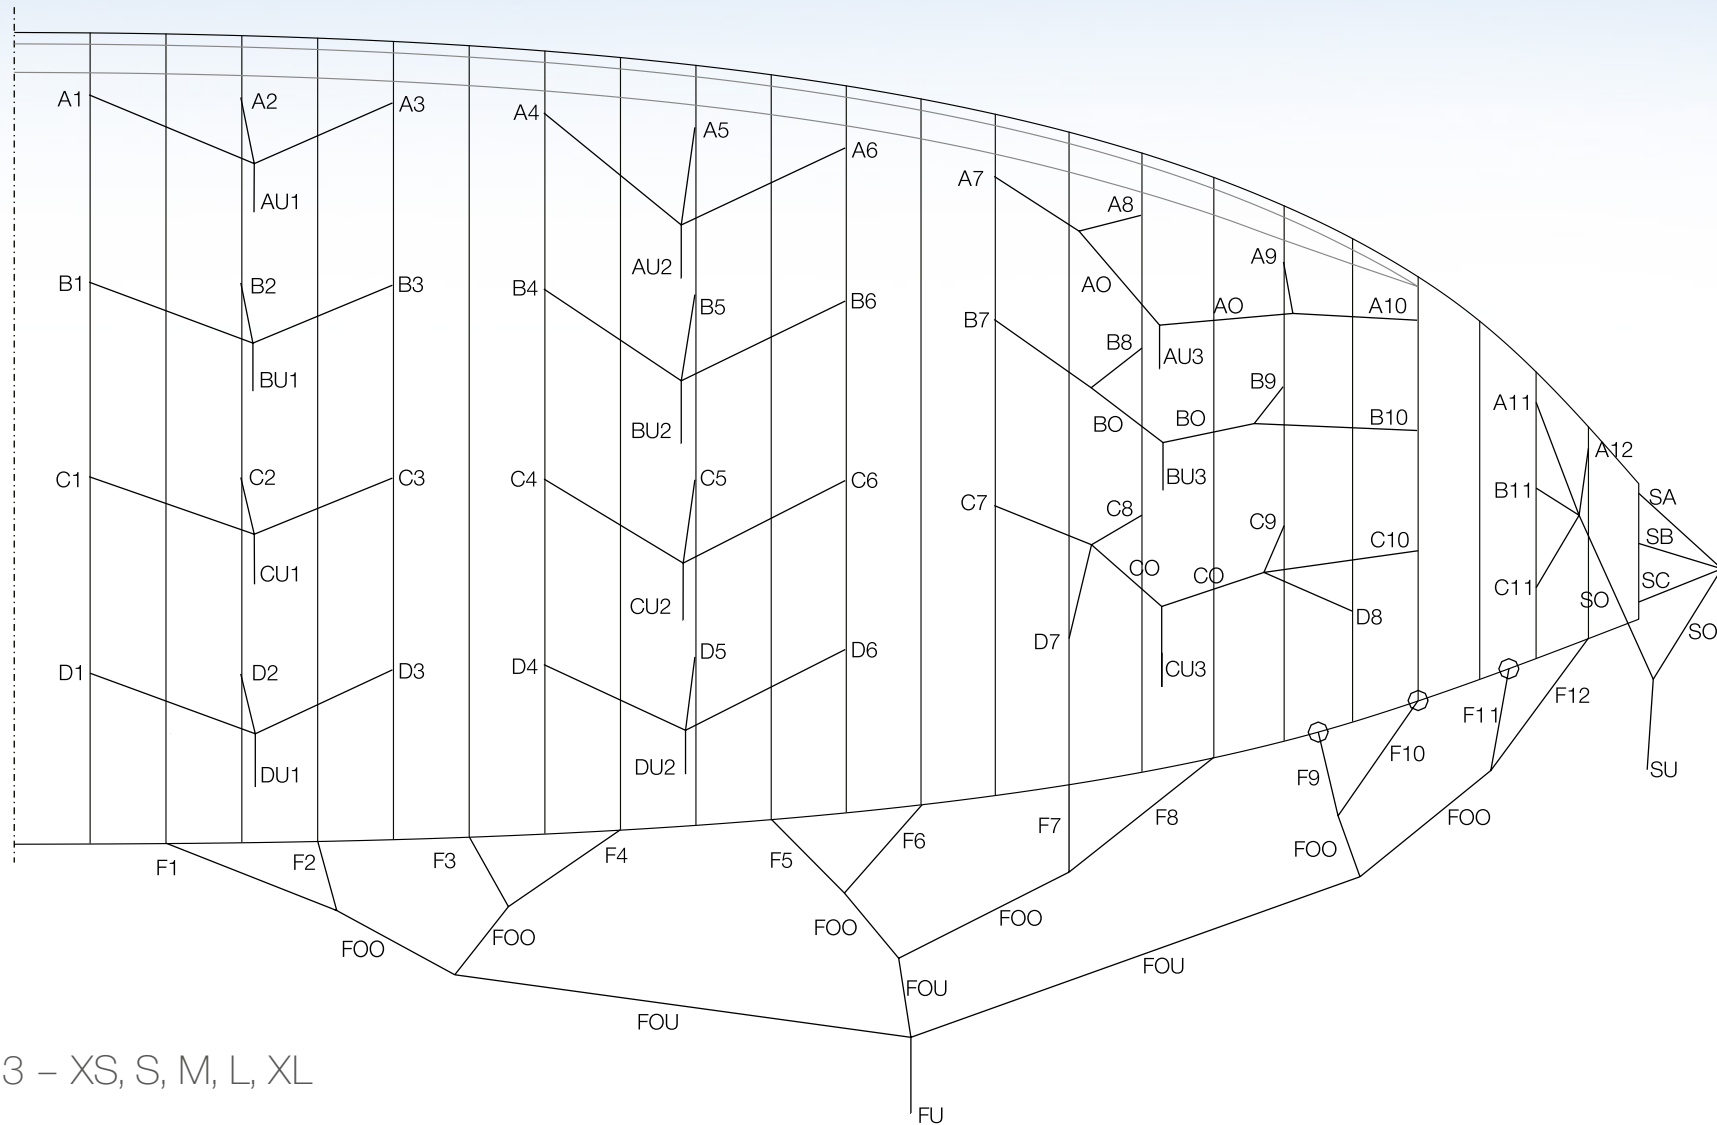 A1
A2
A3
A4
A5
A6
A7
A8
A9
A10
A11
A12
AU1
AU2
AO
AO
AU3
B1
B2
B3
B4
B5
B6
B7
B8
B9
B10
B11
BU1
BU2
BO
BO
BU3
C1
C2
C3
C4
C5
C6
C7
C8
C9
C10
C11
CU1
CU2
CO
CO
CU3
D1
D2
D3
D4
D5
D6
D7
D8
DU1
DU2
SA
SB
SC
SO
SO
SU
F1
F2
F3
F4
F5
F6
F7
F8
F9
F10
F11
F12
FOO
FOO
FOO
FOO
FOO
FOO
FOU
FOU
FOU
FU
3 – XS, S, M, L, XL